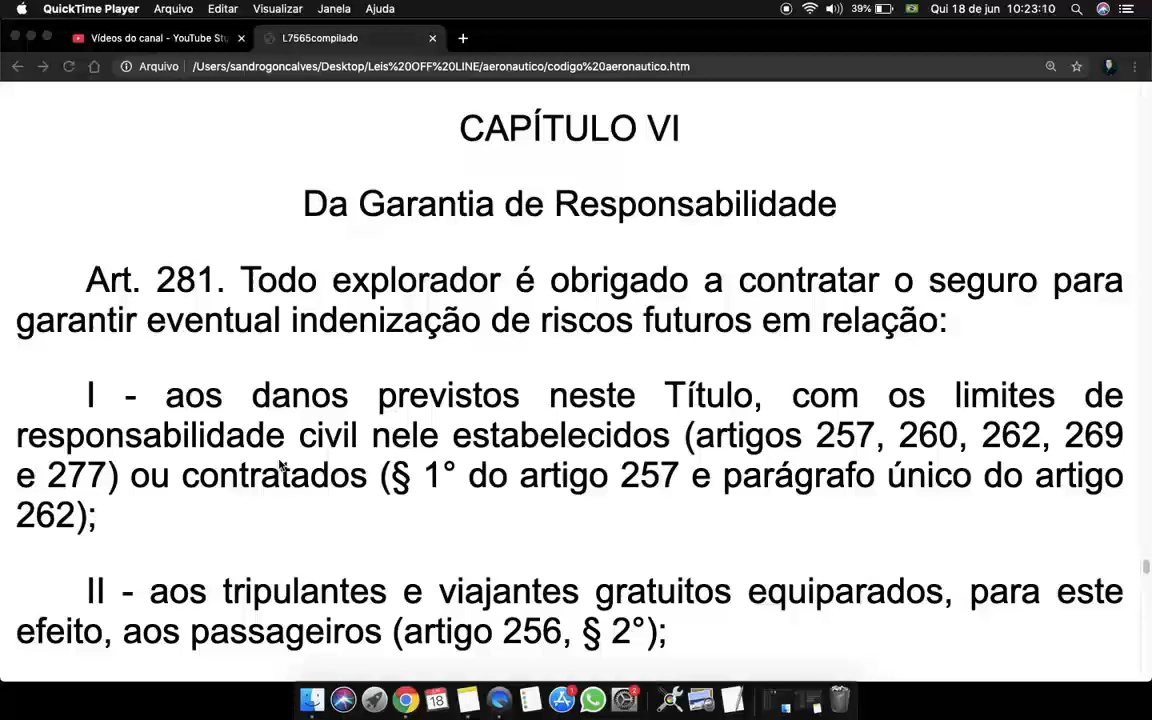 QuickTime Player Arquivo Editar Visualizar Janela Ajuda 39% Qui 18 de jun 10:23:10
Vídeos do canal - YouTube Stu L7565compilado
Arquivo /Users/sandrogoncalves/Desktop/Leis%20OFF%20LINE/aeronautico/codigo%20aeronautico.htm
CAPÍTULO VI
Da Garantia de Responsabilidade
Art. 281. Todo explorador é obrigado a contratar o seguro para
garantir eventual indenização de riscos futuros em relação:
I - aos danos previstos neste Título, com os limites de
responsabilidade civil nele estabelecidos (artigos 257, 260, 262, 269
e 277) ou contratados (§ 1° do artigo 257 e parágrafo único do artigo
262);
II - aos tripulantes e viajantes gratuitos equiparados, para este
efeito, aos passageiros (artigo 256, § 2°);
18 1 2